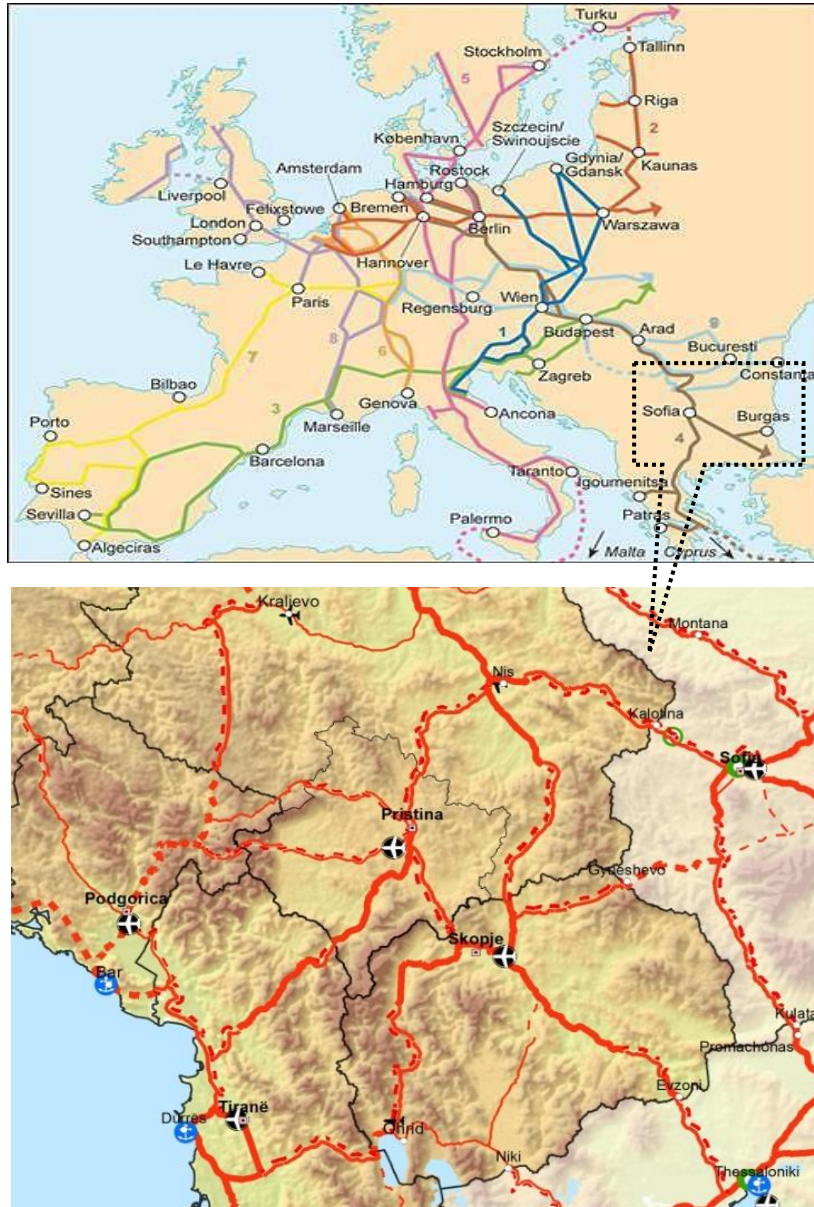 Turku
Tallinn
Stockholm
5
Riga
2
København
Szczecin/
Swinoujscie
Gdynia/
Gdansk
Kaunas
Amsterdam
Rostock
Hamburg
Liverpool
Felixstowe
Bremen
Berlin
Warszawa
London
Southampton
Hannover
Le Havre
Paris
Regensburg
Wien
Budapest
Arad
9
Bucuresti
Constanta
1
7
8
6
Zagreb
Bilbao
3
Genova
Marseille
Ancona
Sofia
Burgas
4
Porto
Barcelona
Sines
Taranto
Igoumenitsa
Sevilla
Palermo
Patras
Algeciras
Malta
Cyprus
Kraljevo
Montana
Nis
Kalotina
Sofia
Pristina
Gyueshevo
Podgorica
Skopje
Bar
Kulata
Promachonas
Evzoni
Tiranë
Durrës
Ohrid
Niki
Thessaloniki